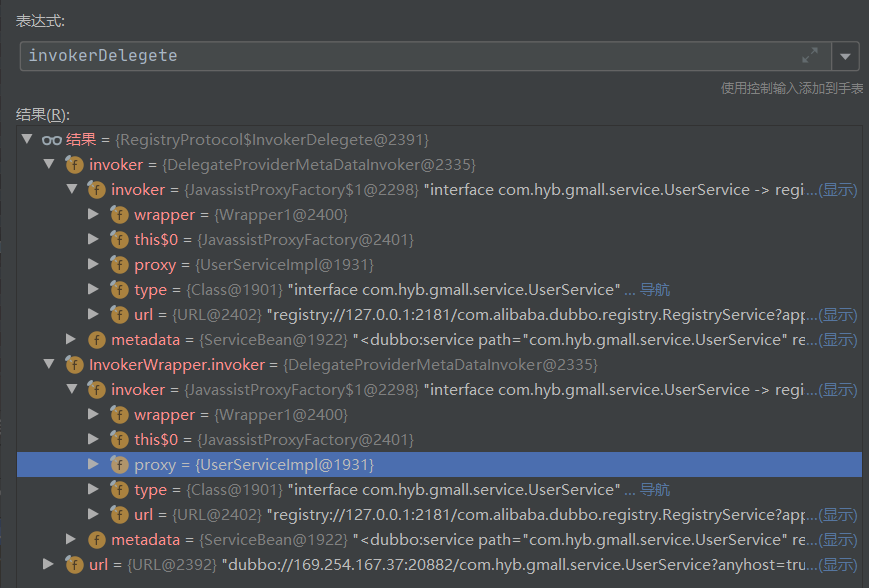 表达式:
invokerDelegete
使用控制输入添加到手表
结果(R):
结果 = {RegistryProtocol$InvokerDelegete@2391}
f invoker = {DelegateProviderMetaDataInvoker@2335}
f invoker = {JavassistProxyFactory$1@2298} "interface com.hyb.gmall.service.UserService -> regi...(显示)
f wrapper = {Wrapper1@2400}
f this$0 = {JavassistProxyFactory@2401}
f proxy = {UserServiceImpl@1931}
f type = {Class@1901} "interface com.hyb.gmall.service.UserService" ... 导航
f url = {URL@2402} "registry://127.0.0.1:2181/com.alibaba.dubbo.registry.RegistryService?app...(显示)
f metadata = {ServiceBean@1922} "<dubbo:service path="com.hyb.gmall.service.UserService" re...(显示)
f InvokerWrapper.invoker = {DelegateProviderMetaDataInvoker@2335}
f invoker = {JavassistProxyFactory$1@2298} "interface com.hyb.gmall.service.UserService -> regi...(显示)
f wrapper = {Wrapper1@2400}
f this$0 = {JavassistProxyFactory@2401}
f proxy = {UserServiceImpl@1931}
f type = {Class@1901} "interface com.hyb.gmall.service.UserService" ... 导航
f url = {URL@2402} "registry://127.0.0.1:2181/com.alibaba.dubbo.registry.RegistryService?app...(显示)
f metadata = {ServiceBean@1922} "<dubbo:service path="com.hyb.gmall.service.UserService" re...(显示)
f url = {URL@2392} "dubbo://169.254.167.37:20882/com.hyb.gmall.service.UserService?anyhost=tru...(显示)